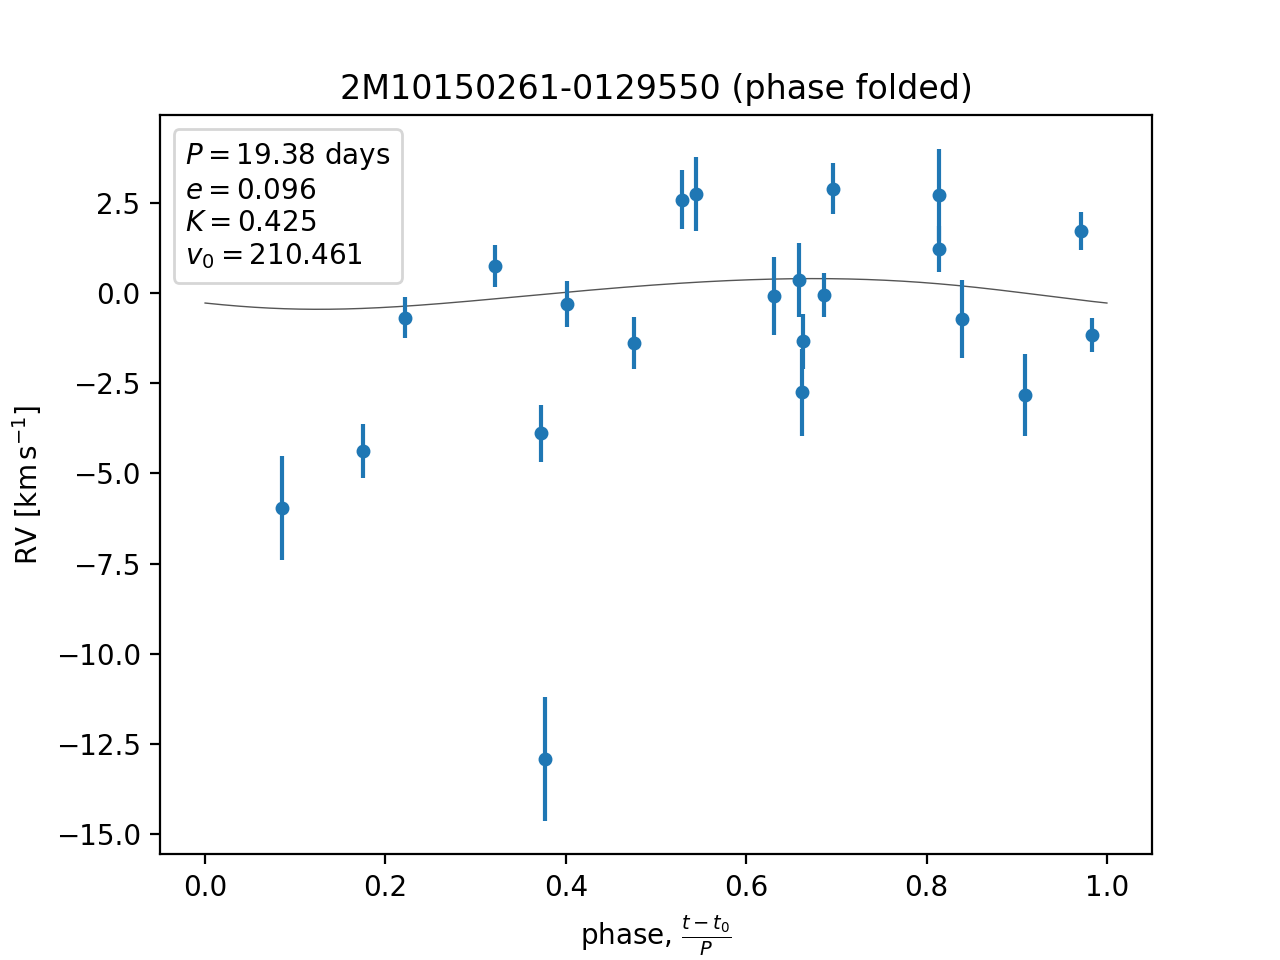 2M10150261-0129550 (phase folded)
P = 19.38 days
e = 0.096
K = 0.425
v₀ = 210.461
RV [km s⁻¹]
2.5
0.0
−2.5
−5.0
−7.5
−10.0
−12.5
−15.0
0.0 0.2 0.4 0.6 0.8 1.0
phase, (t − t₀)/P